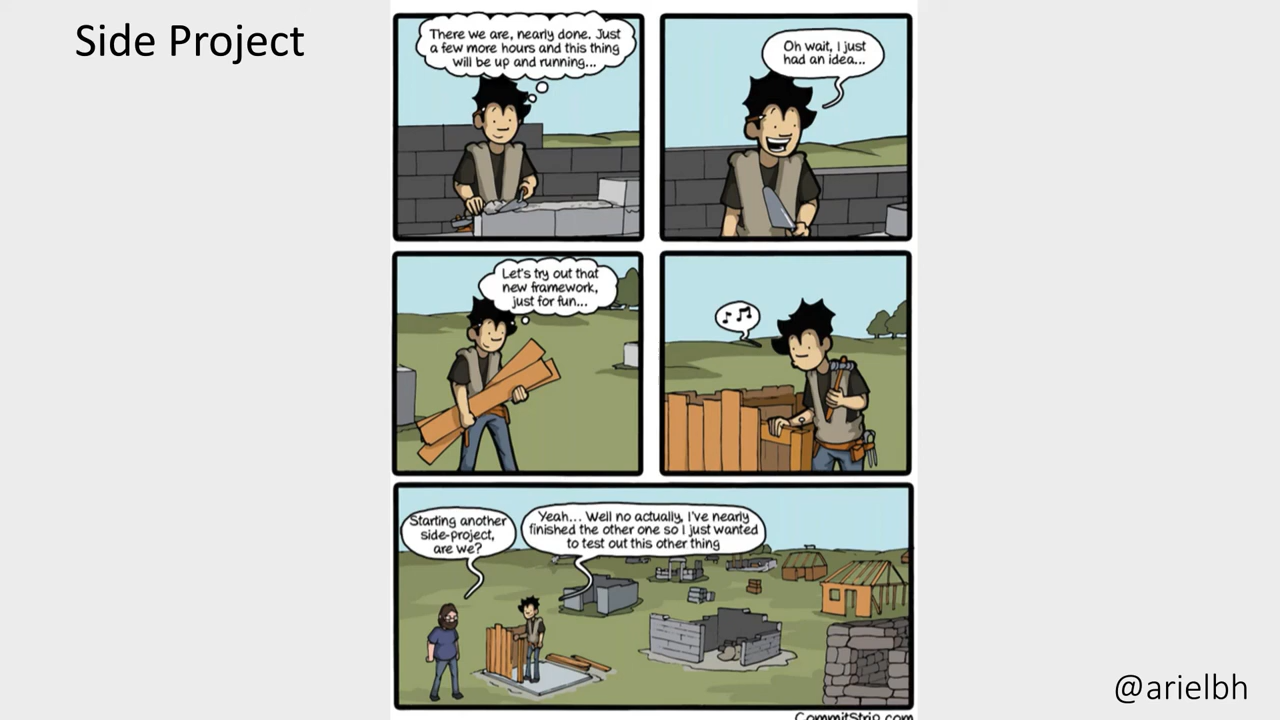 Side Project
There we are, nearly done. Just
a few more hours and this thing
will be up and running...
Oh wait, I just
had an idea...
Let's try out that
new framework,
just for fun...
Starting another
side-project,
are we?
Yeah... Well no actually, I've nearly
finished the other one so I just wanted
to test out this other thing
@arielbh
CommitStrip.com